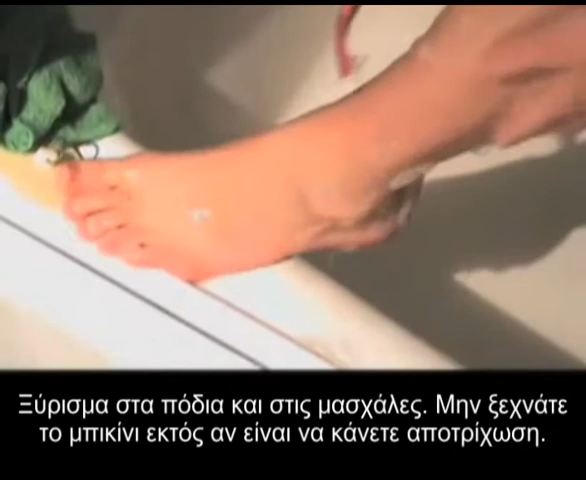 Ξύρισμα στα πόδια και στις μασχάλες. Μην ξεχνάτε
το μπικίνι εκτός αν είναι να κάνετε αποτρίχωση.